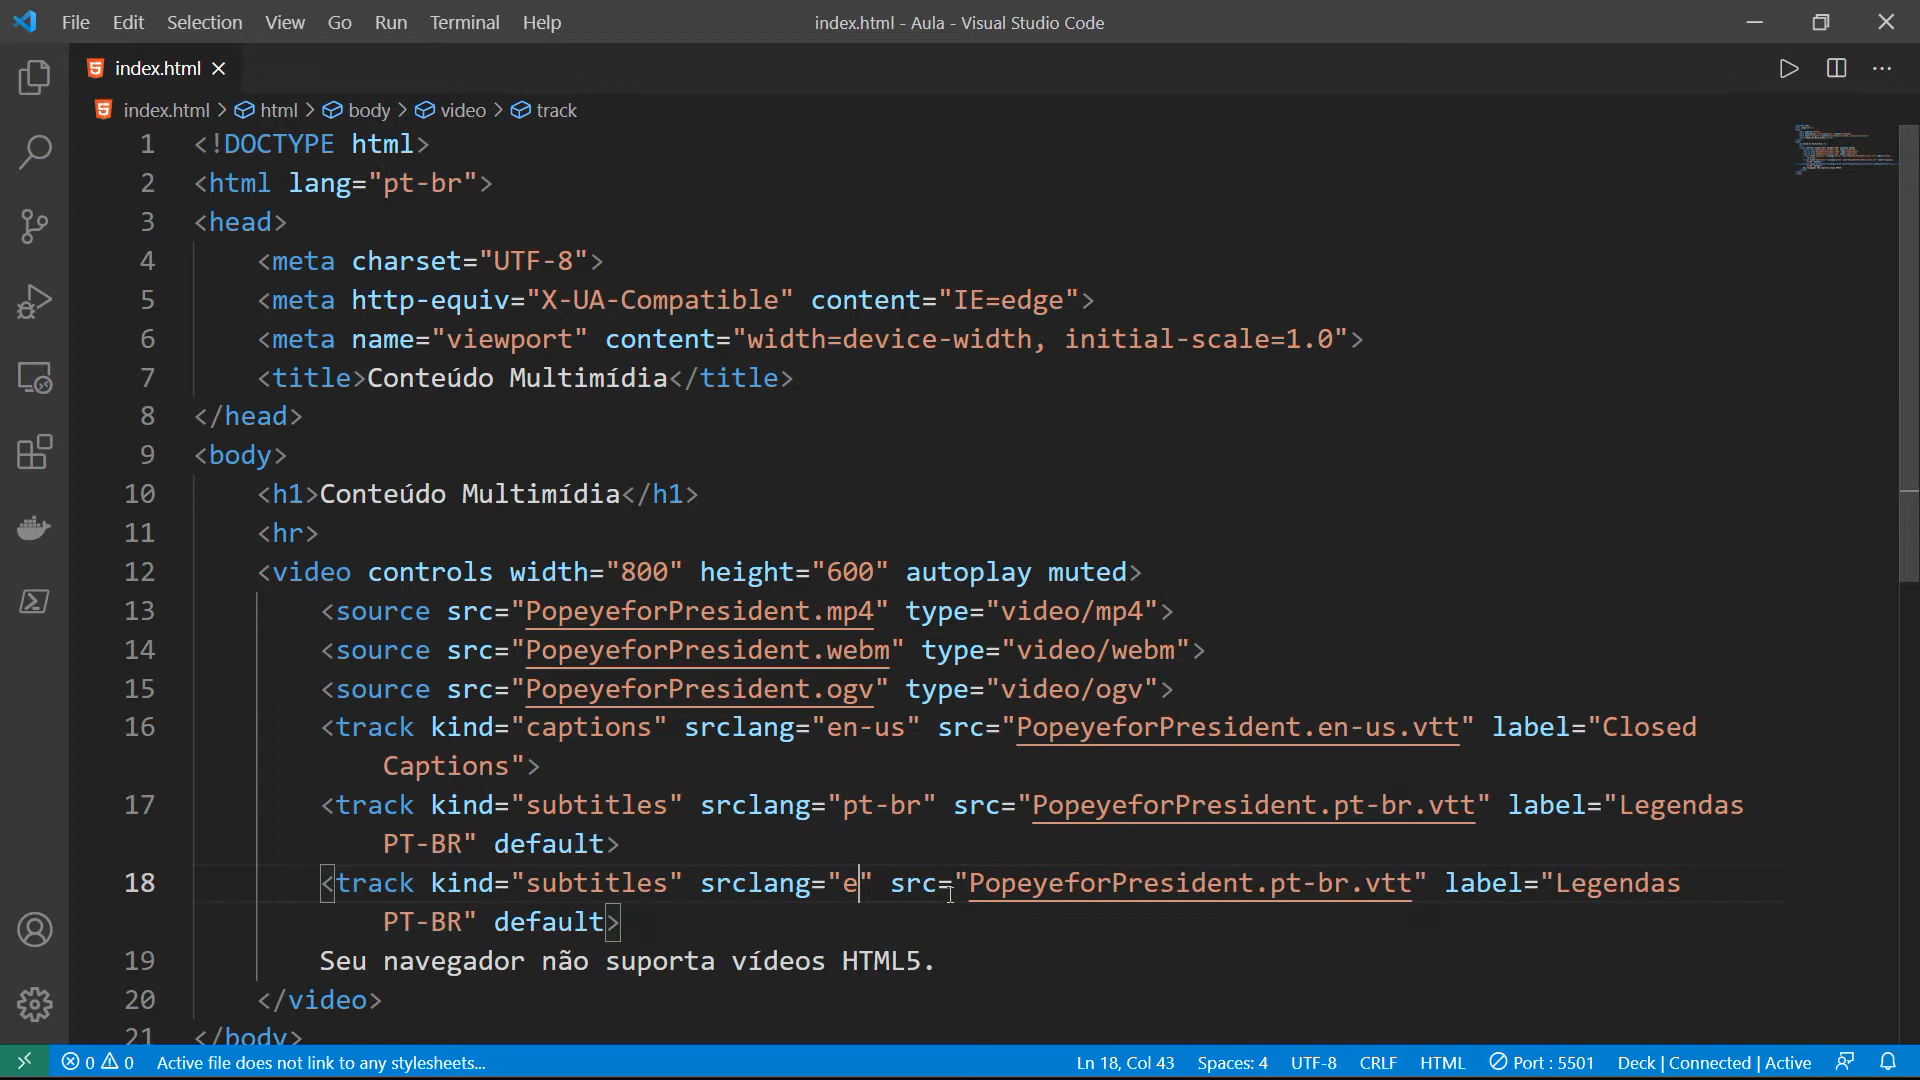 File Edit Selection View Go Run Terminal Help index.html - Aula - Visual Studio Code
index.html
index.html > html > body > video > track
1 <!DOCTYPE html>
2 <html lang="pt-br">
3 <head>
4 <meta charset="UTF-8">
5 <meta http-equiv="X-UA-Compatible" content="IE=edge">
6 <meta name="viewport" content="width=device-width, initial-scale=1.0">
7 <title>Conteúdo Multimídia</title>
8 </head>
9 <body>
10 <h1>Conteúdo Multimídia</h1>
11 <hr>
12 <video controls width="800" height="600" autoplay muted>
13 <source src="PopeyeforPresident.mp4" type="video/mp4">
14 <source src="PopeyeforPresident.webm" type="video/webm">
15 <source src="PopeyeforPresident.ogv" type="video/ogv">
16 <track kind="captions" srclang="en-us" src="PopeyeforPresident.en-us.vtt" label="Closed
Captions">
17 <track kind="subtitles" srclang="pt-br" src="PopeyeforPresident.pt-br.vtt" label="Legendas
PT-BR" default>
18 <track kind="subtitles" srclang="e" src="PopeyeforPresident.pt-br.vtt" label="Legendas
PT-BR" default>
19 Seu navegador não suporta vídeos HTML5.
20 </video>
21 </body>
0 0 Active file does not link to any stylesheets... Ln 18, Col 43 Spaces: 4 UTF-8 CRLF HTML Port : 5501 Deck | Connected | Active